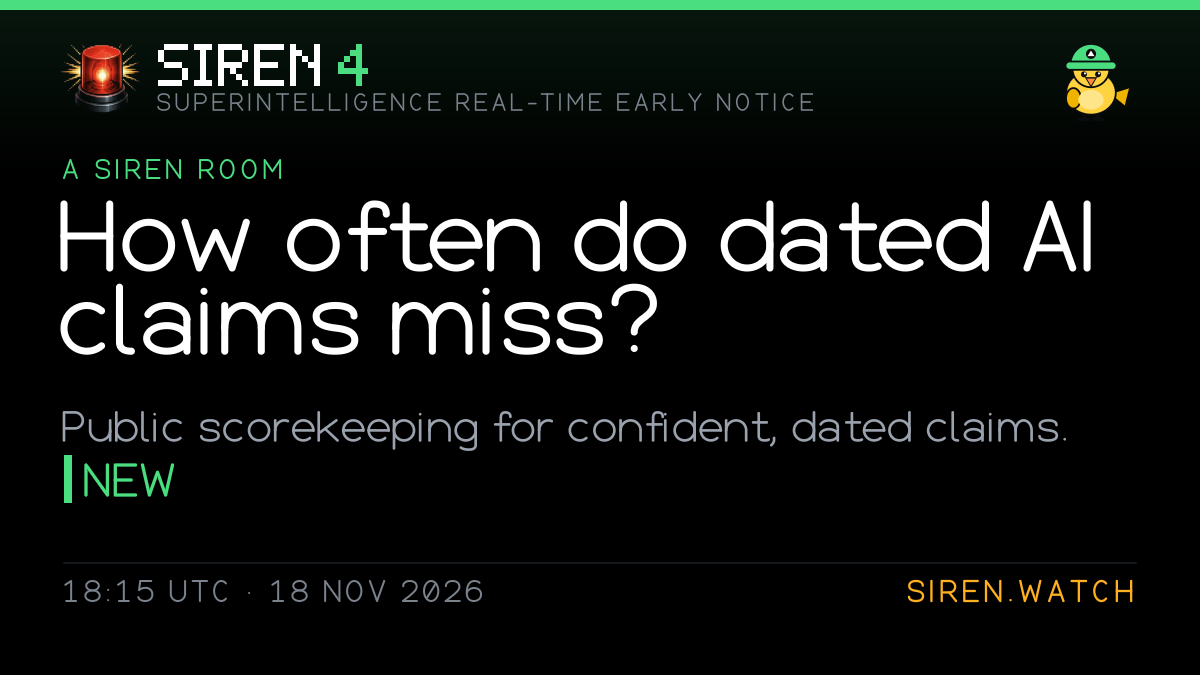 SIREN 4
SUPERINTELLIGENCE REAL-TIME EARLY NOTICE
A SIREN ROOM
How often do dated AI
claims miss?
Public scorekeeping for confident, dated claims.
NEW
18:15 UTC · 18 NOV 2026
SIREN.WATCH